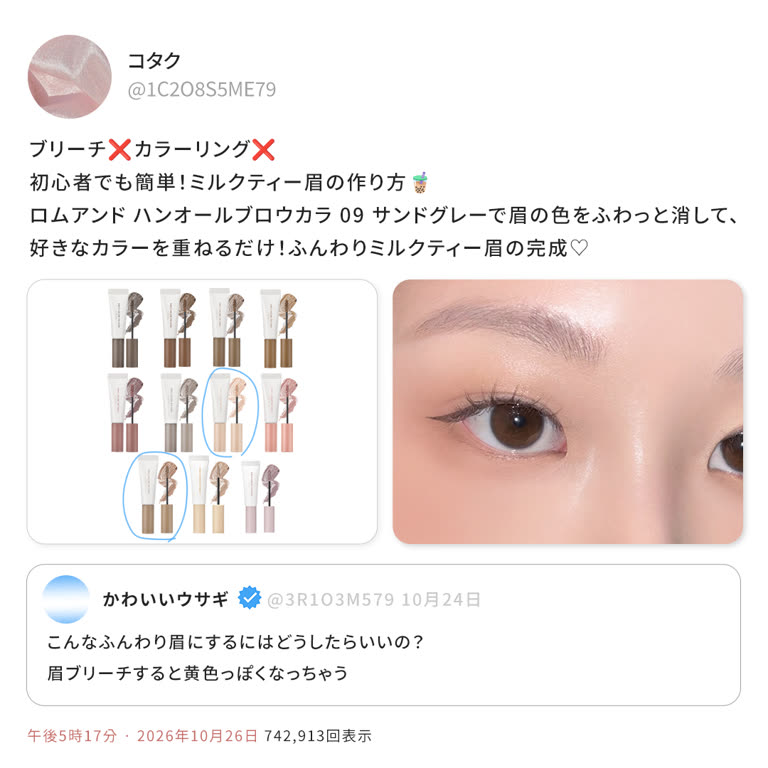 コタク
@1C2O8S5ME79
ブリーチ❌カラーリング❌
初心者でも簡単！ミルクティー眉の作り方🧋
ロムアンド ハンオールブロウカラ 09 サンドグレーで眉の色をふわっと消して、
好きなカラーを重ねるだけ！ふんわりミルクティー眉の完成♡
かわいいウサギ @3R1O3M579 10月24日
こんなふんわり眉にするにはどうしたらいいの？
眉ブリーチすると黄色っぽくなっちゃう
午後5時17分 · 2026年10月26日 742,913回表示